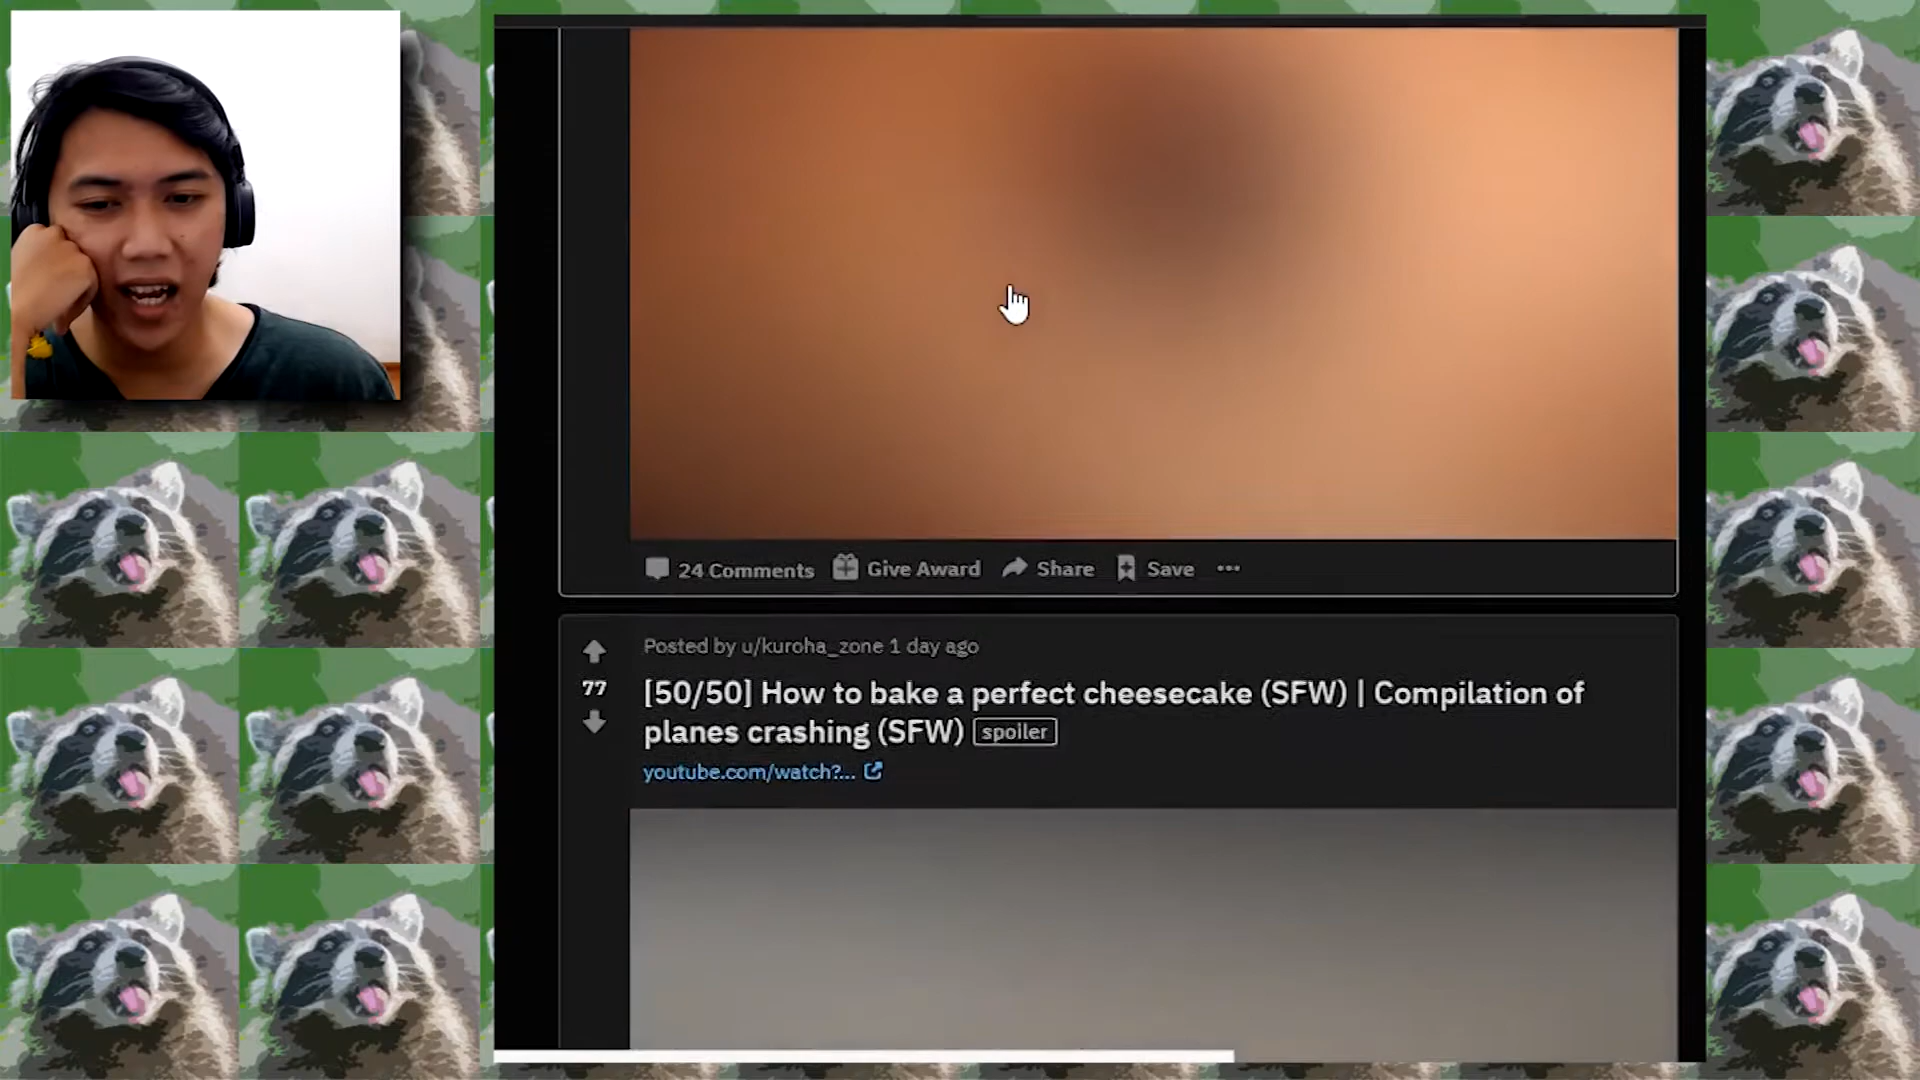 24 Comments Give Award Share Save
Posted by u/kuroha_zone 1 day ago
77
[50/50] How to bake a perfect cheesecake (SFW) | Compilation of
planes crashing (SFW) spoiler
youtube.com/watch?...